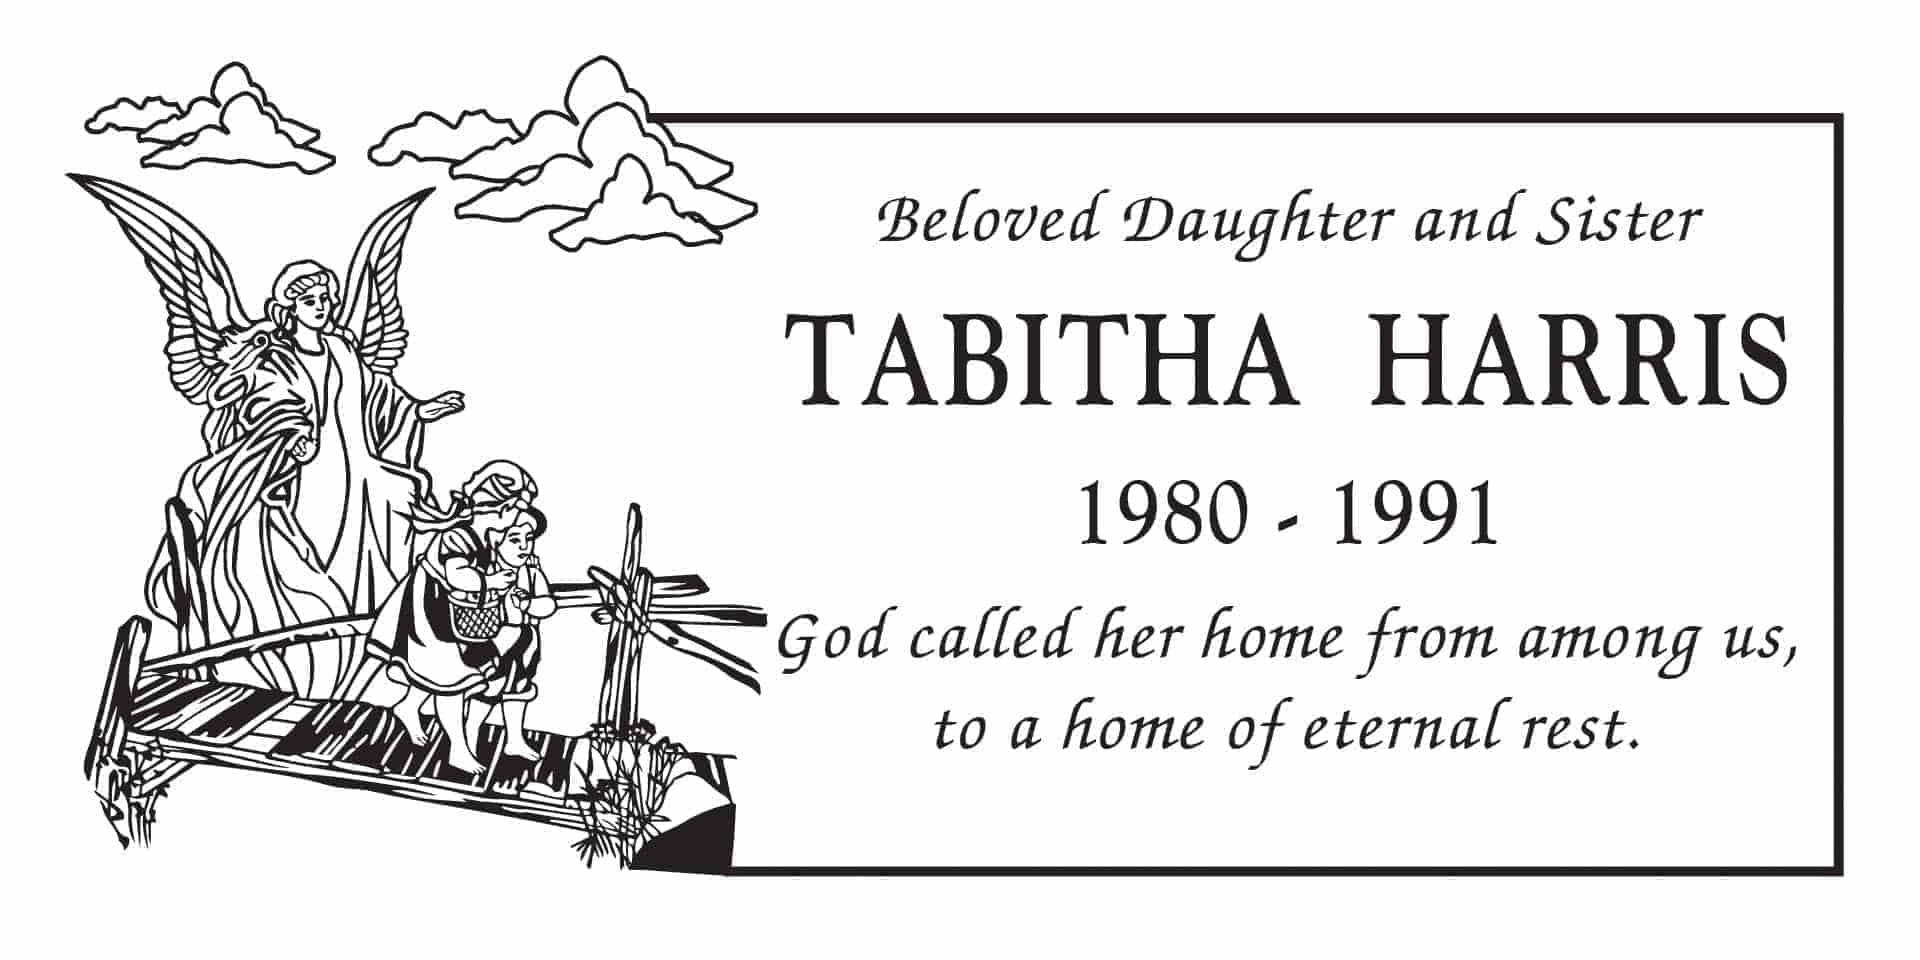 Beloved Daughter and Sister
TABITHA HARRIS
1980 - 1991
God called her home from among us,
to a home of eternal rest.